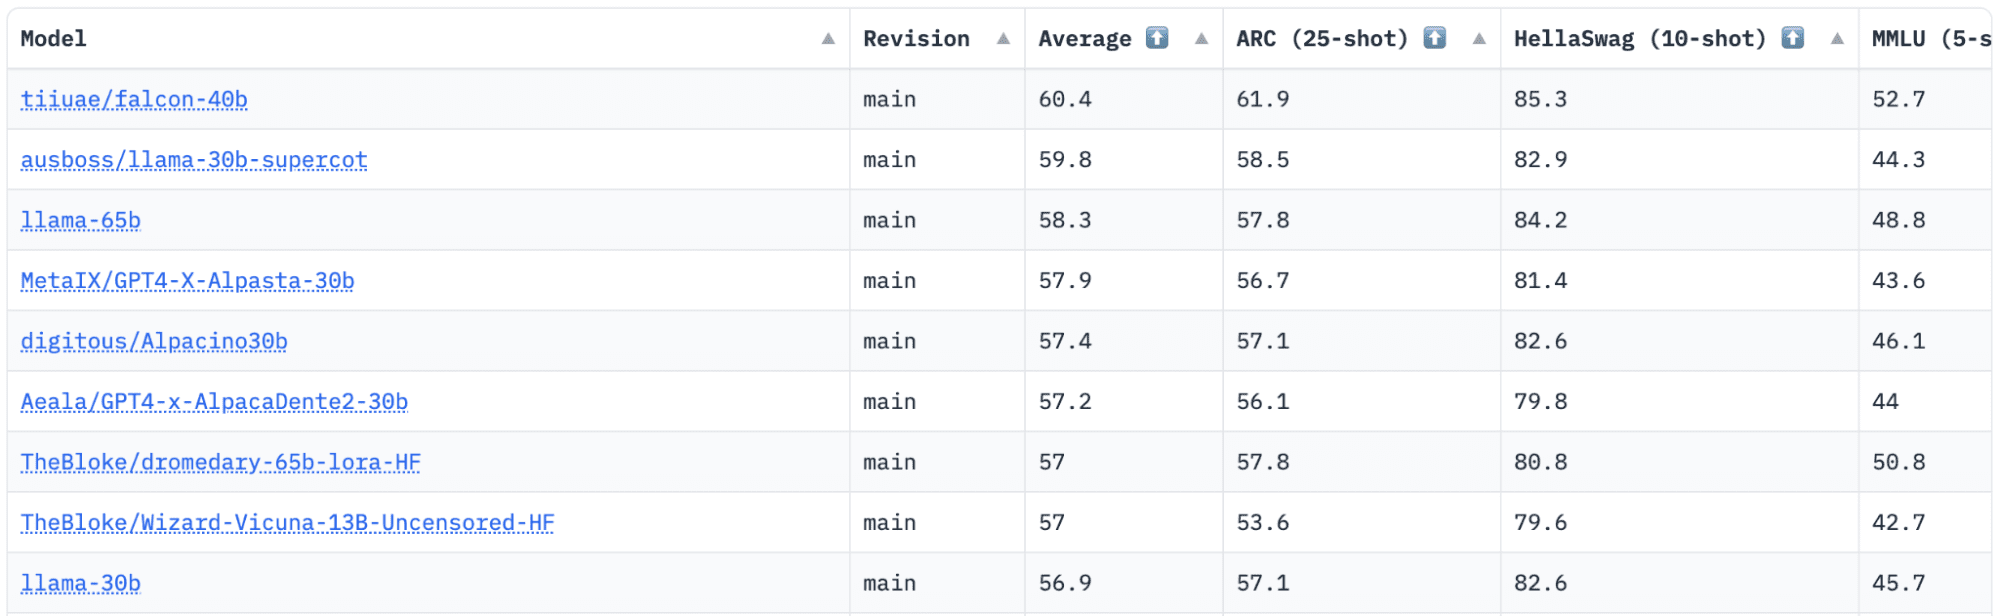 Model Revision Average ⬆️ ARC (25-shot) ⬆️ HellaSwag (10-shot) ⬆️ MMLU (5-s
tiiuae/falcon-40b main 60.4 61.9 85.3 52.7
ausboss/llama-30b-supercot main 59.8 58.5 82.9 44.3
llama-65b main 58.3 57.8 84.2 48.8
MetaIX/GPT4-X-Alpasta-30b main 57.9 56.7 81.4 43.6
digitous/Alpacino30b main 57.4 57.1 82.6 46.1
Aeala/GPT4-x-AlpacaDente2-30b main 57.2 56.1 79.8 44
TheBloke/dromedary-65b-lora-HF main 57 57.8 80.8 50.8
TheBloke/Wizard-Vicuna-13B-Uncensored-HF main 57 53.6 79.6 42.7
llama-30b main 56.9 57.1 82.6 45.7